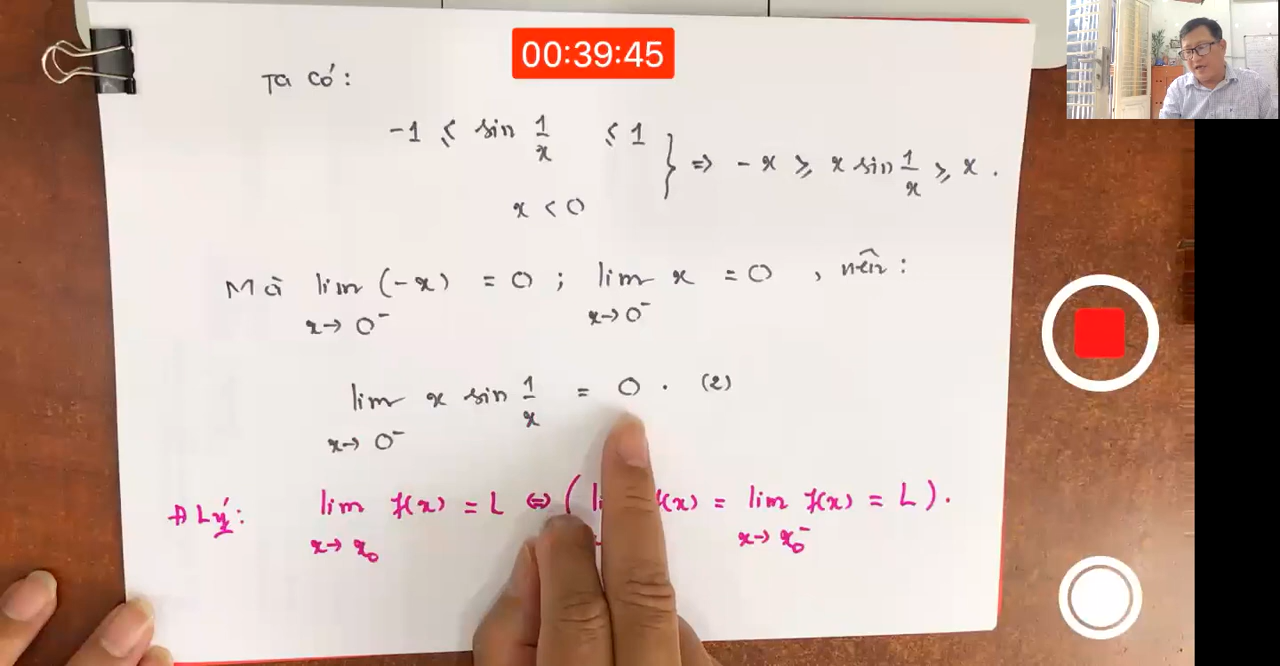 00:39:45
Ta có:
-1 ⩽ sin 1/x ⩽ 1
x < 0
} ⇒ -x ⩾ x sin 1/x ⩾ x.
Mà lim (-x) = 0 ; lim x = 0 , nên :
x→0⁻ x→0⁻
lim x sin 1/x = 0 . (2)
x→0⁻
Lý: lim f(x) = L ⇔ ( f(x) = lim f(x) = L ).
x→x₀ x→x₀⁻